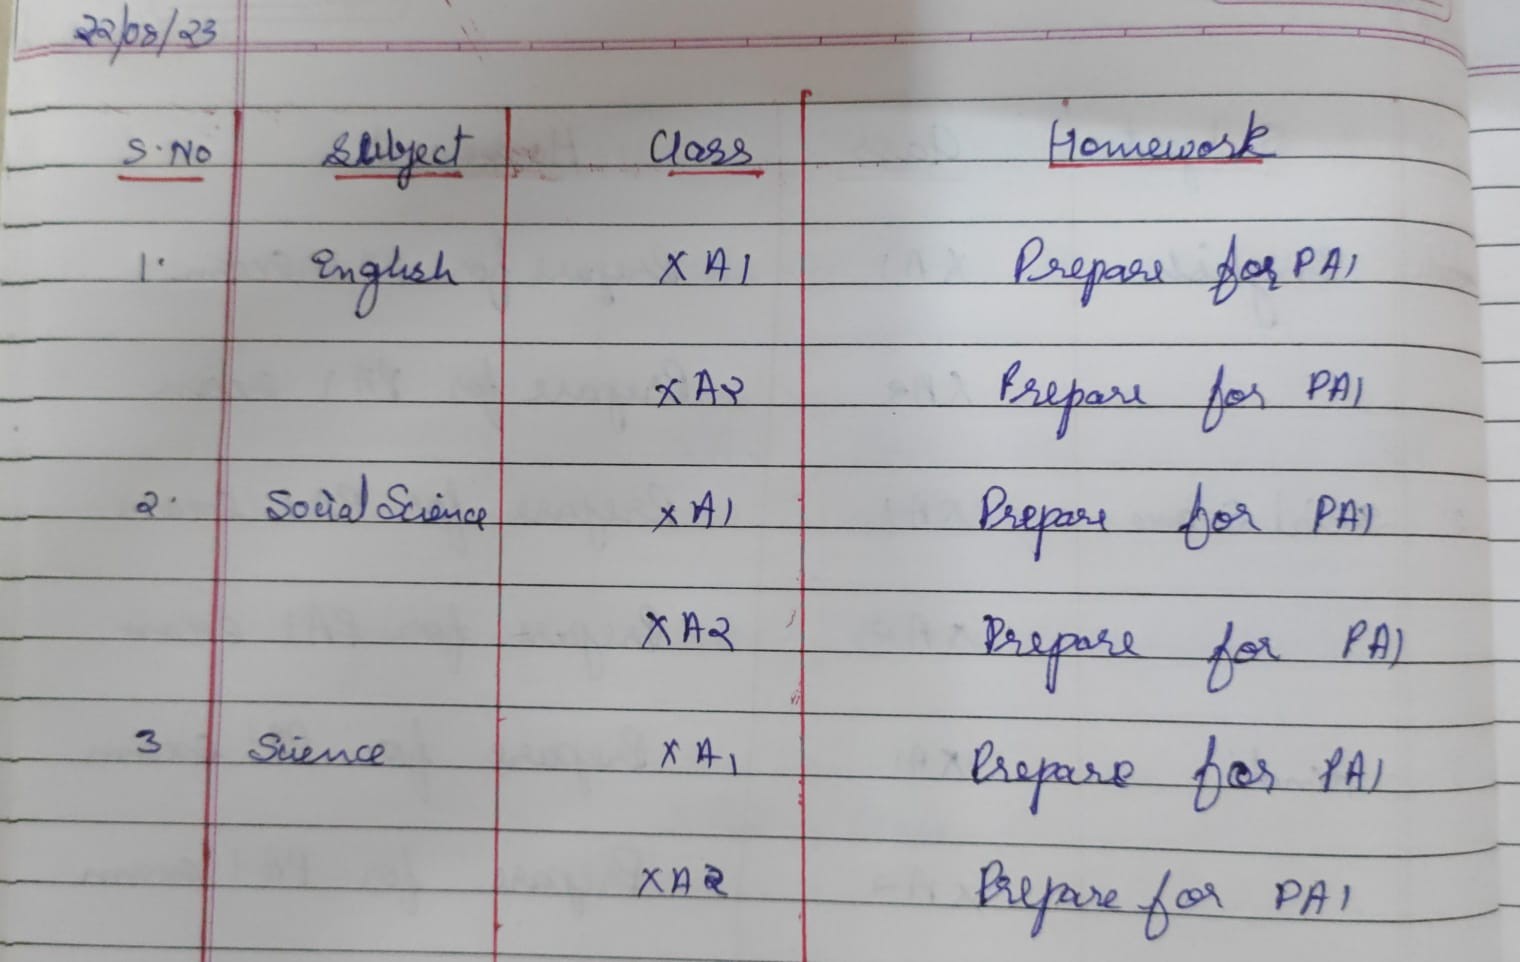 22/08/23
S.No Subject Class Homework
1. English X A1 Prepare for PA1
X A2 Prepare for PA1
2. Social Science X A1 Prepare for PA1
X A2 Prepare for PA1
3 Science X A1 Prepare for PA1
X A2 Prepare for PA1